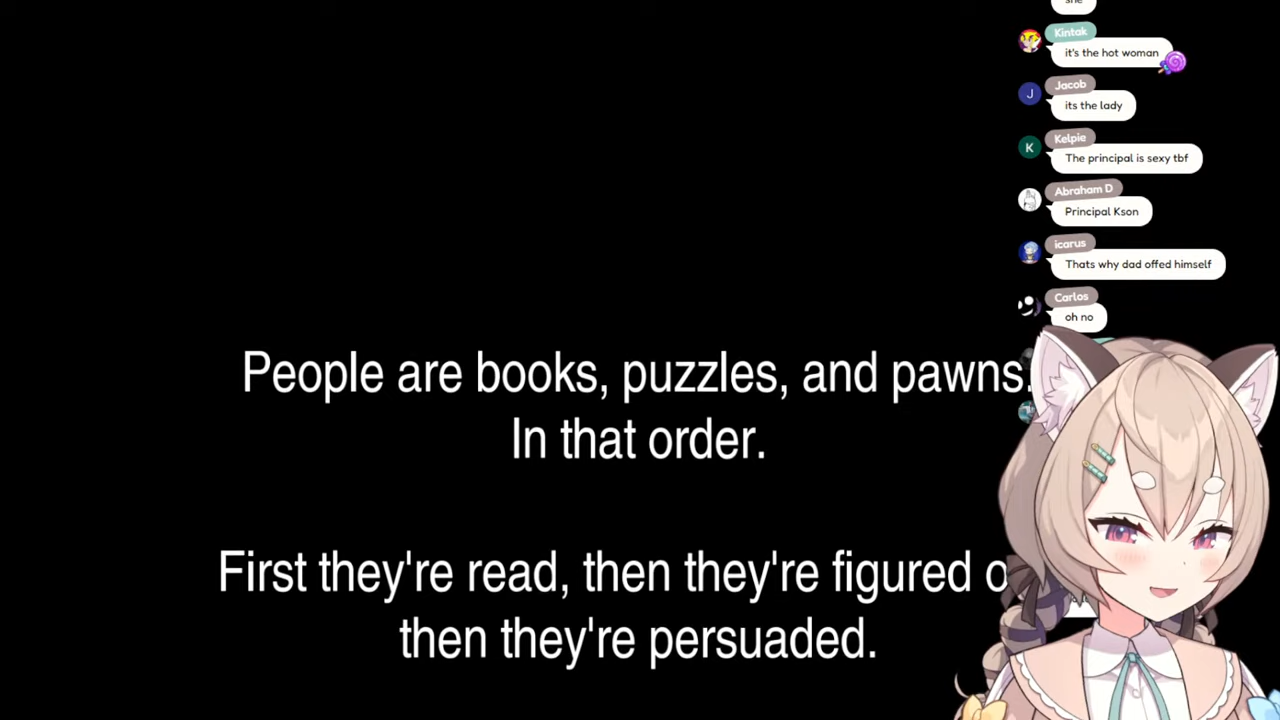 she
Kintak
it's the hot woman
Jacob
its the lady
J
Kelpie
The principal is sexy tbf
K
Abraham D
Principal Kson
icarus
Thats why dad offed himself
Carlos
oh no
People are books, puzzles, and pawns.
In that order.
First they're read, then they're figured
then they're persuaded.